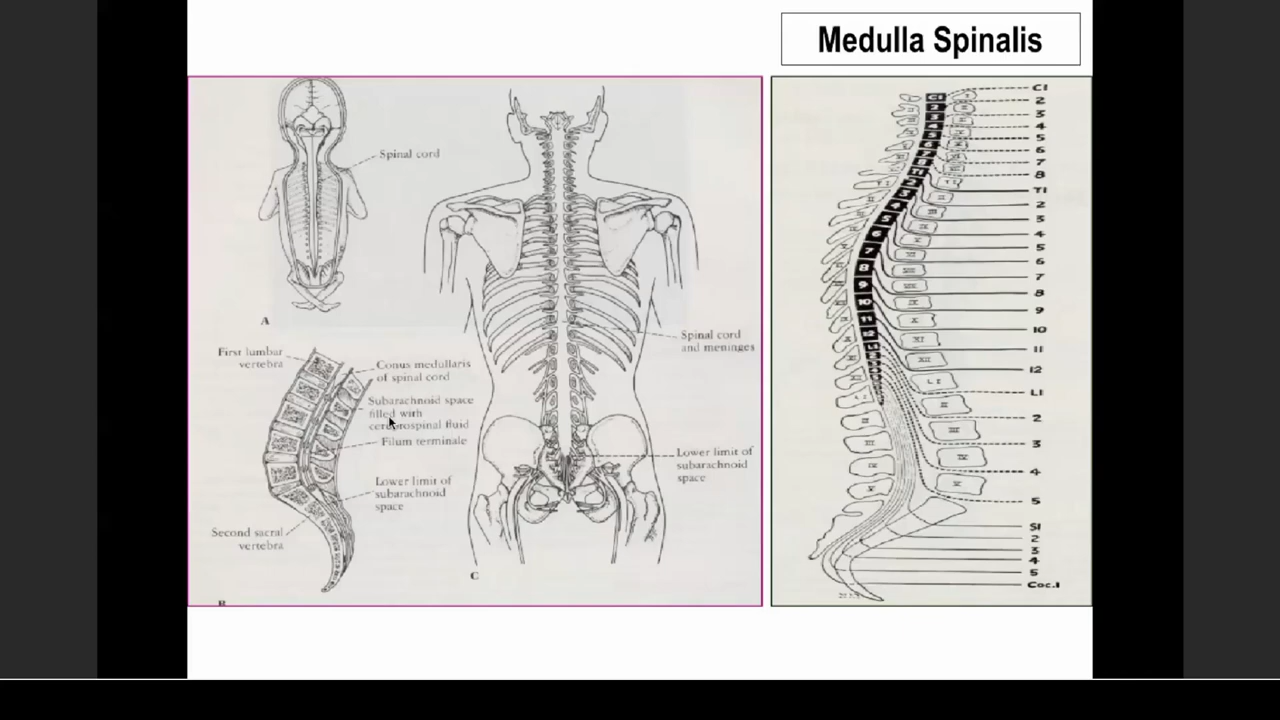 Medulla Spinalis
Spinal cord
A
First lumbar
vertebra
Conus medullaris
of spinal cord
Subarachnoid space
filled with
cerebrospinal fluid
Filum terminale
Lower limit of
subarachnoid
space
Second sacral
vertebra
B
Spinal cord
and meninges
Lower limit of
subarachnoid
space
C
C1
2
3
4
5
6
7
8
T1
2
3
4
5
6
7
8
9
10
11
12
L1
2
3
4
5
S1
2
3
4
5
Coc.1